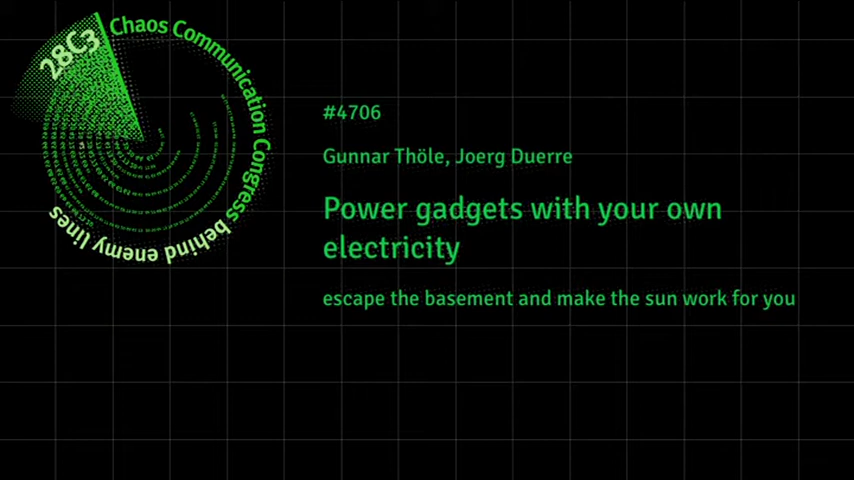 28C3
Chaos Communication Congress
behind enemy lines
#4706
Gunnar Thöle, Joerg Duerre
Power gadgets with your own
electricity
escape the basement and make the sun work for you